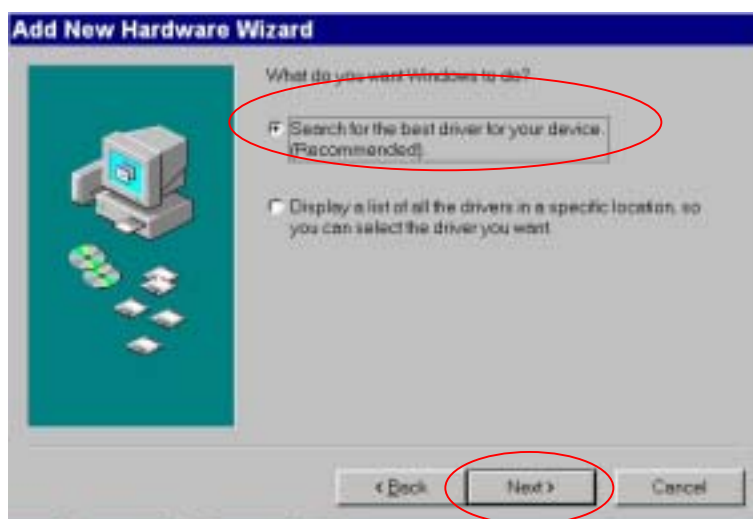 Add New Hardware Wizard
What do you want Windows to do?
Search for the best driver for your device.
(Recommended).
Display a list of all the drivers in a specific location, so
you can select the driver you want.
< Back
Next >
Cancel